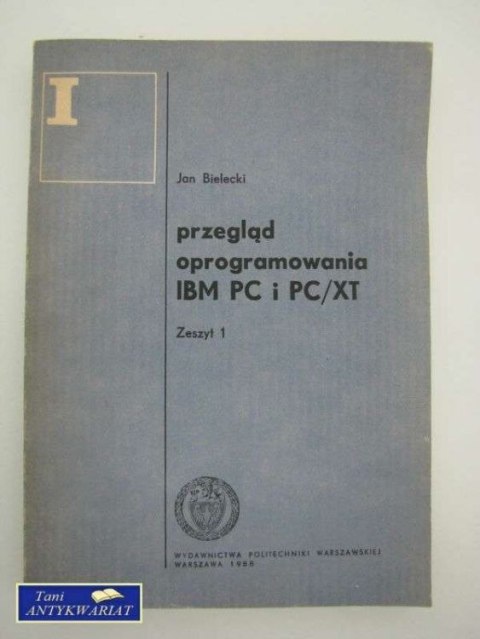 I
Jan Bielecki
przegląd
oprogramowania
IBM PC i PC/XT
Zeszyt 1
WYDAWNICTWA POLITECHNIKI WARSZAWSKIEJ
WARSZAWA
Tani
ANTYKWARIAT